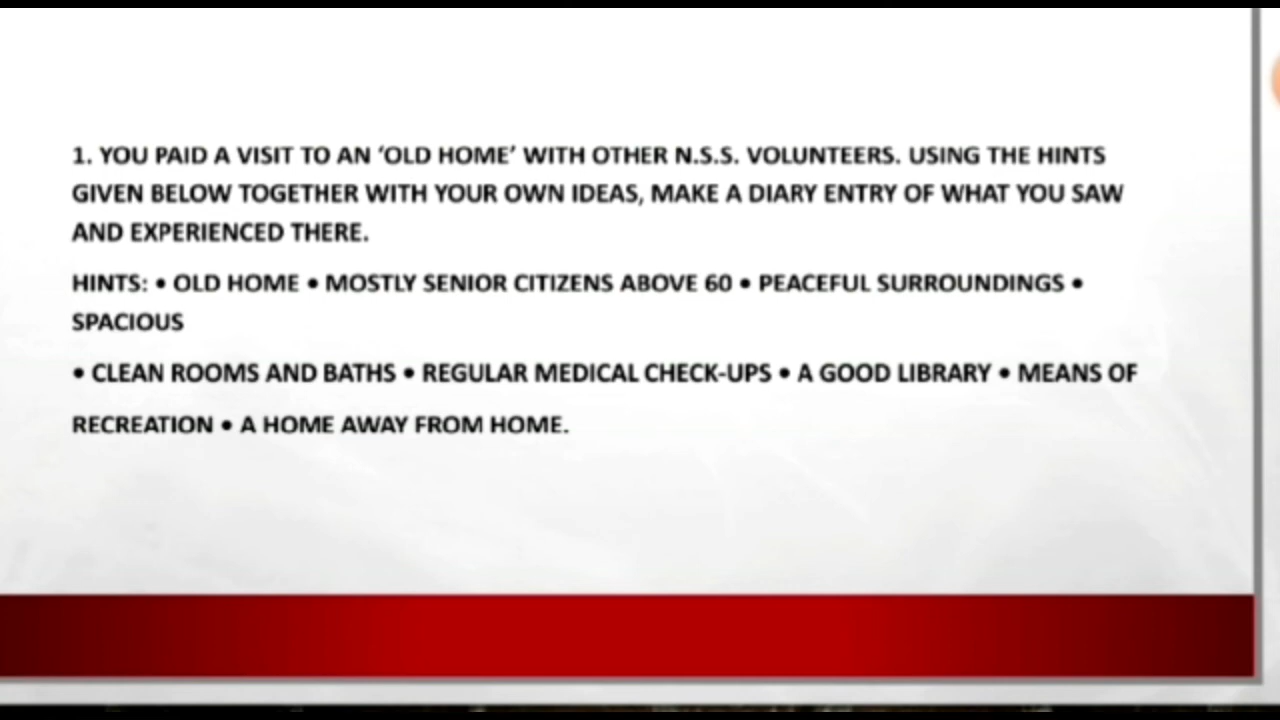 1. YOU PAID A VISIT TO AN ‘OLD HOME’ WITH OTHER N.S.S. VOLUNTEERS. USING THE HINTS
GIVEN BELOW TOGETHER WITH YOUR OWN IDEAS, MAKE A DIARY ENTRY OF WHAT YOU SAW
AND EXPERIENCED THERE.
HINTS: • OLD HOME • MOSTLY SENIOR CITIZENS ABOVE 60 • PEACEFUL SURROUNDINGS •
SPACIOUS
• CLEAN ROOMS AND BATHS • REGULAR MEDICAL CHECK-UPS • A GOOD LIBRARY • MEANS OF
RECREATION • A HOME AWAY FROM HOME.